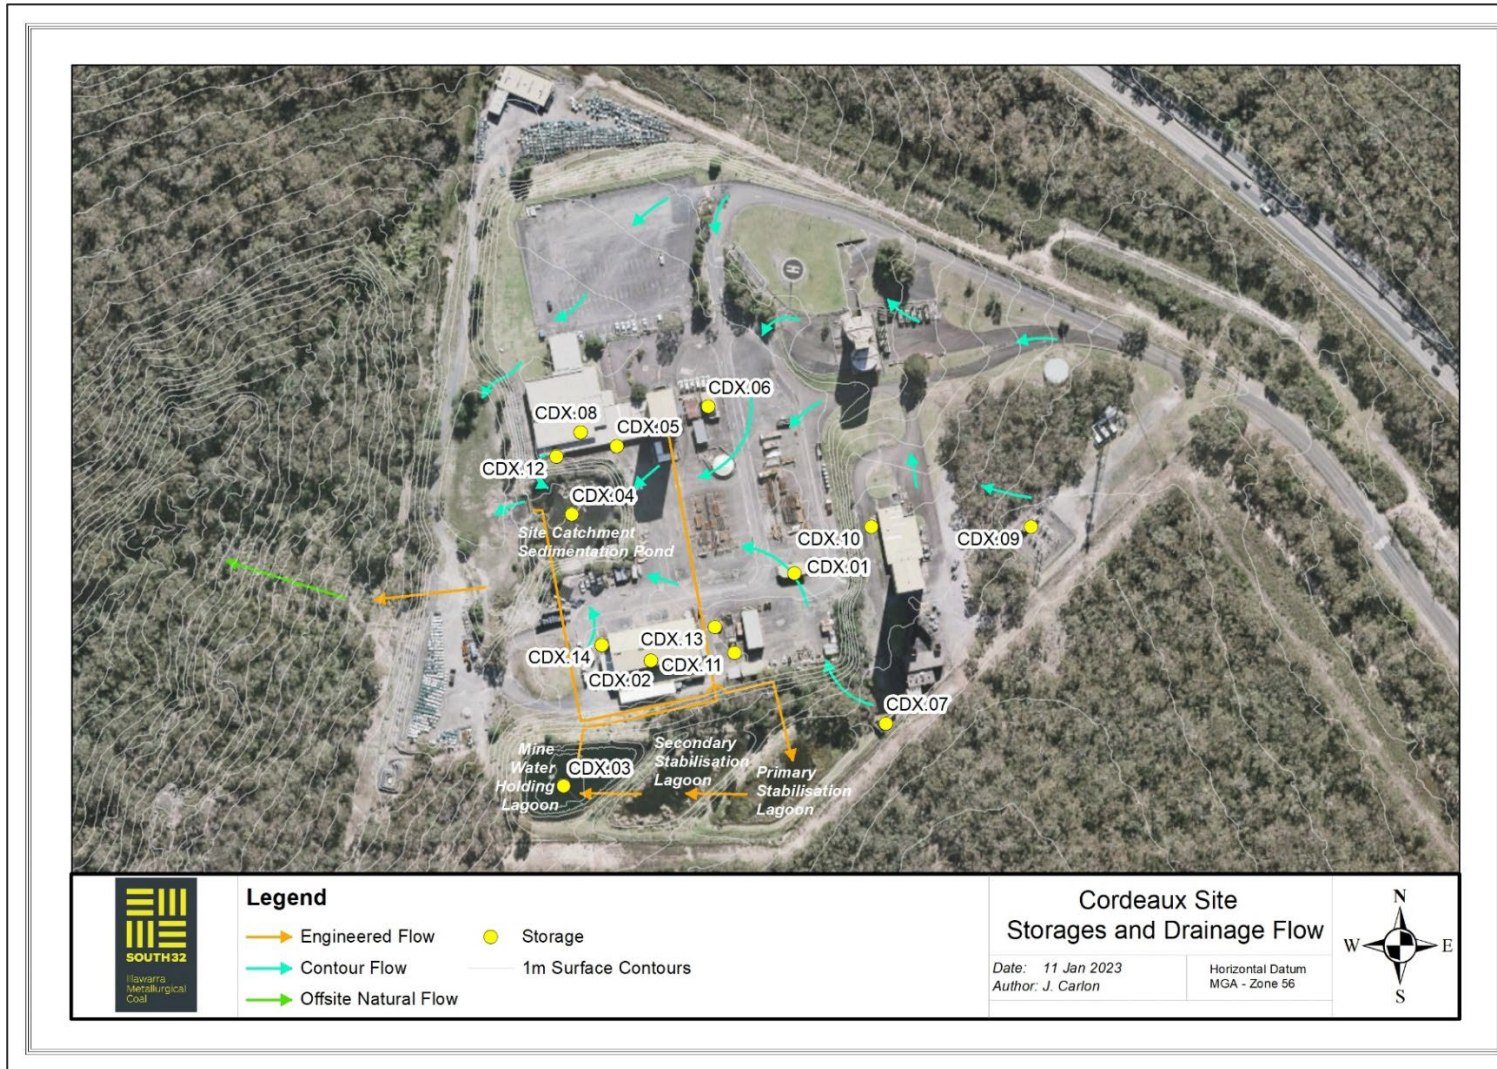 H
CDX.06
CDX.08
CDX.05
CDX.12
CDX.04
Site Catchment
Sedimentation Pond
CDX.10
CDX.09
CDX.01
CDX.13
CDX.14
CDX.11
CDX.02
CDX.07
Mine
Water
Holding
Lagoon
CDX.03
Secondary
Stabilisation
Lagoon
Primary
Stabilisation
Lagoon
SOUTH32
Illawarra
Metallurgical
Coal
Legend
Engineered Flow
Storage
Contour Flow
1m Surface Contours
Offsite Natural Flow
Cordeaux Site
Storages and Drainage Flow
Date: 11 Jan 2023
Author: J. Carlon
Horizontal Datum
MGA - Zone 56
N
W
E
S